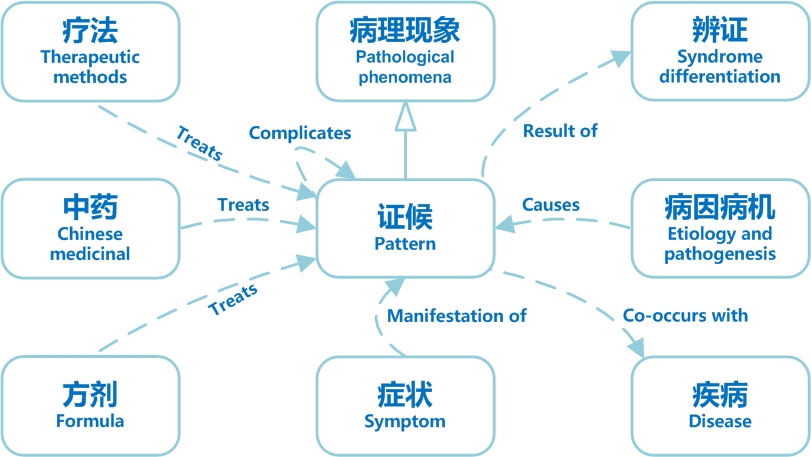 疗法
Therapeutic
methods
病理现象
Pathological
phenomena
辨证
Syndrome
differentiation
Treats
Complicates
Result of
中药
Chinese
medicinal
Treats
证候
Pattern
Causes
病因病机
Etiology and
pathogenesis
Treats
Manifestation of
Co-occurs with
方剂
Formula
症状
Symptom
疾病
Disease